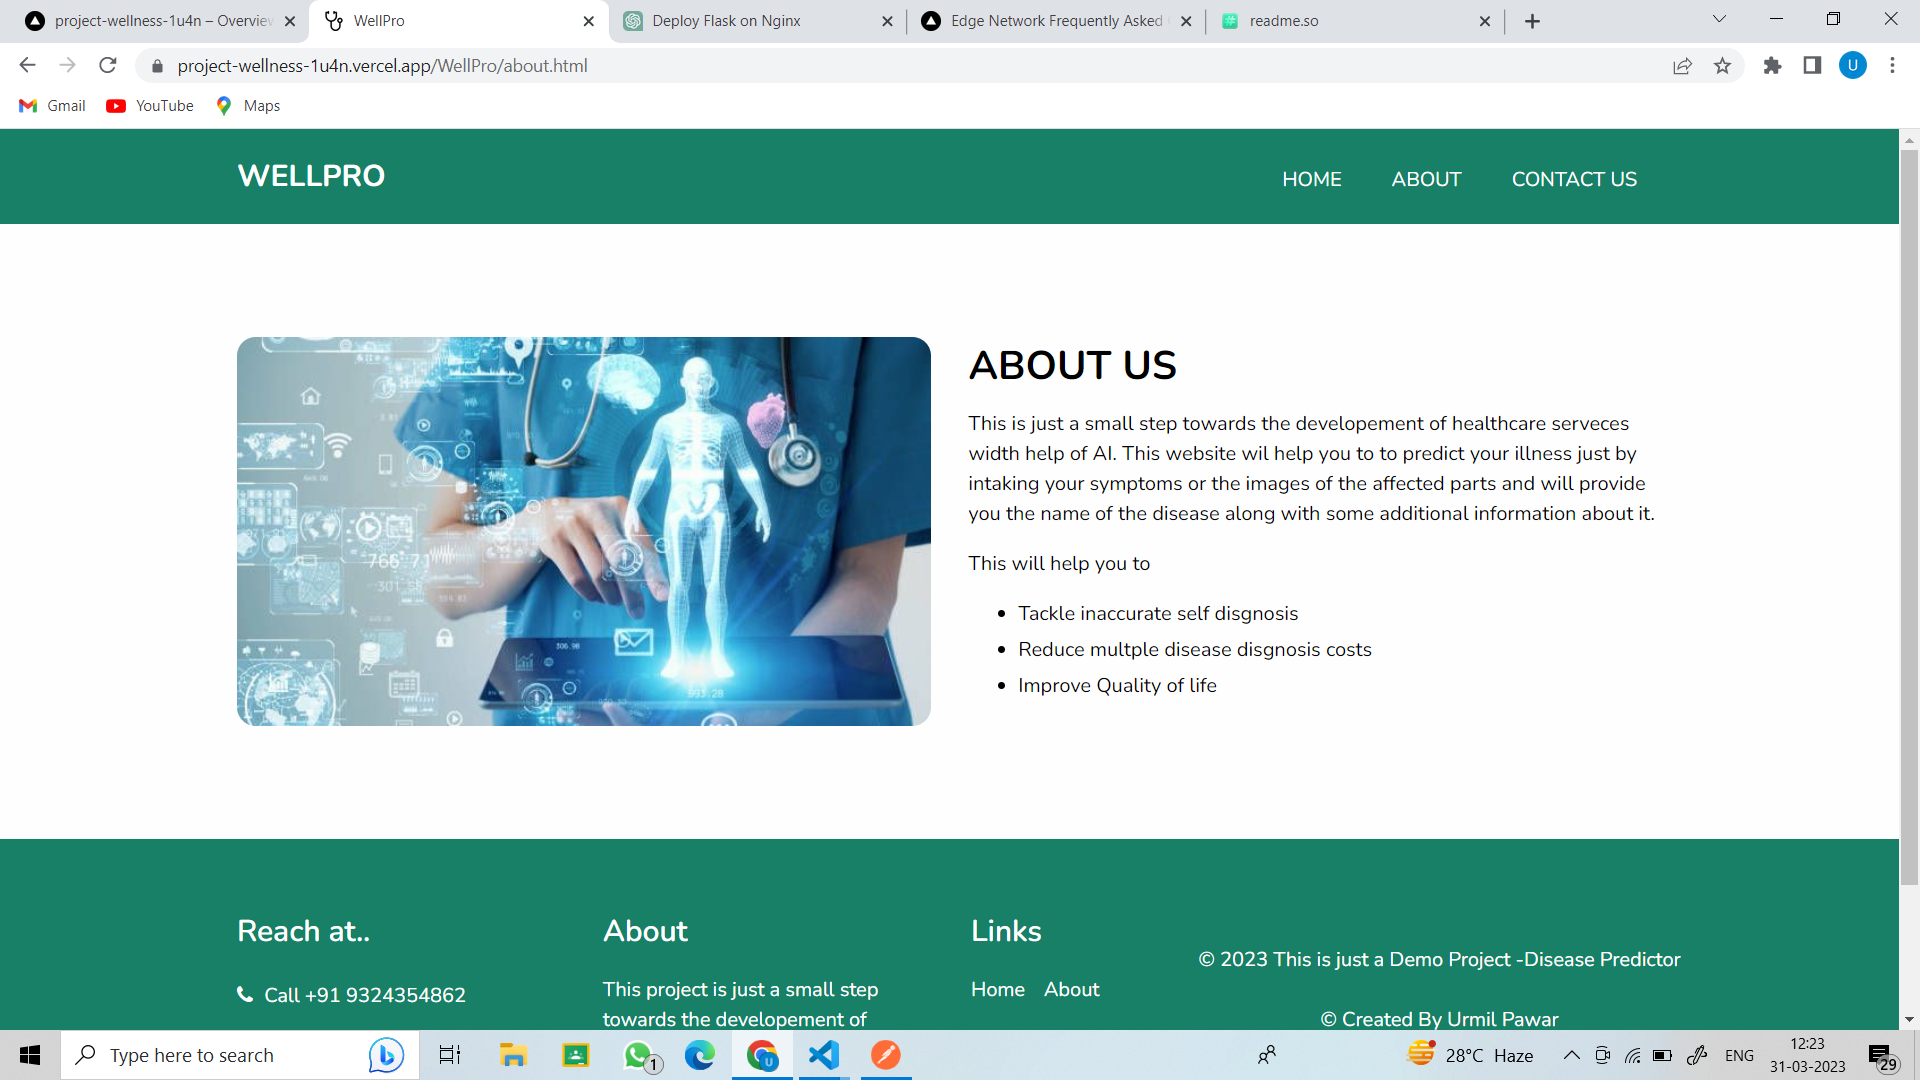 project-wellness-1u4n – Overview
WellPro
Deploy Flask on Nginx
Edge Network Frequently Asked
readme.so
project-wellness-1u4n.vercel.app/WellPro/about.html
U
Gmail
YouTube
Maps
WELLPRO
HOME
ABOUT
CONTACT US
766.71
306.98
993.28
ABOUT US
This is just a small step towards the developement of healthcare serveces
width help of AI. This website wil help you to to predict your illness just by
intaking your symptoms or the images of the affected parts and will provide
you the name of the disease along with some additional information about it.
This will help you to
Tackle inaccurate self disgnosis
Reduce multple disease disgnosis costs
Improve Quality of life
Reach at..
Call +91 9324354862
About
This project is just a small step
towards the developement of
Links
Home About
© 2023 This is just a Demo Project -Disease Predictor
© Created By Urmil Pawar
Type here to search
1
U
28°C Haze
ENG
12:23
31-03-2023
29